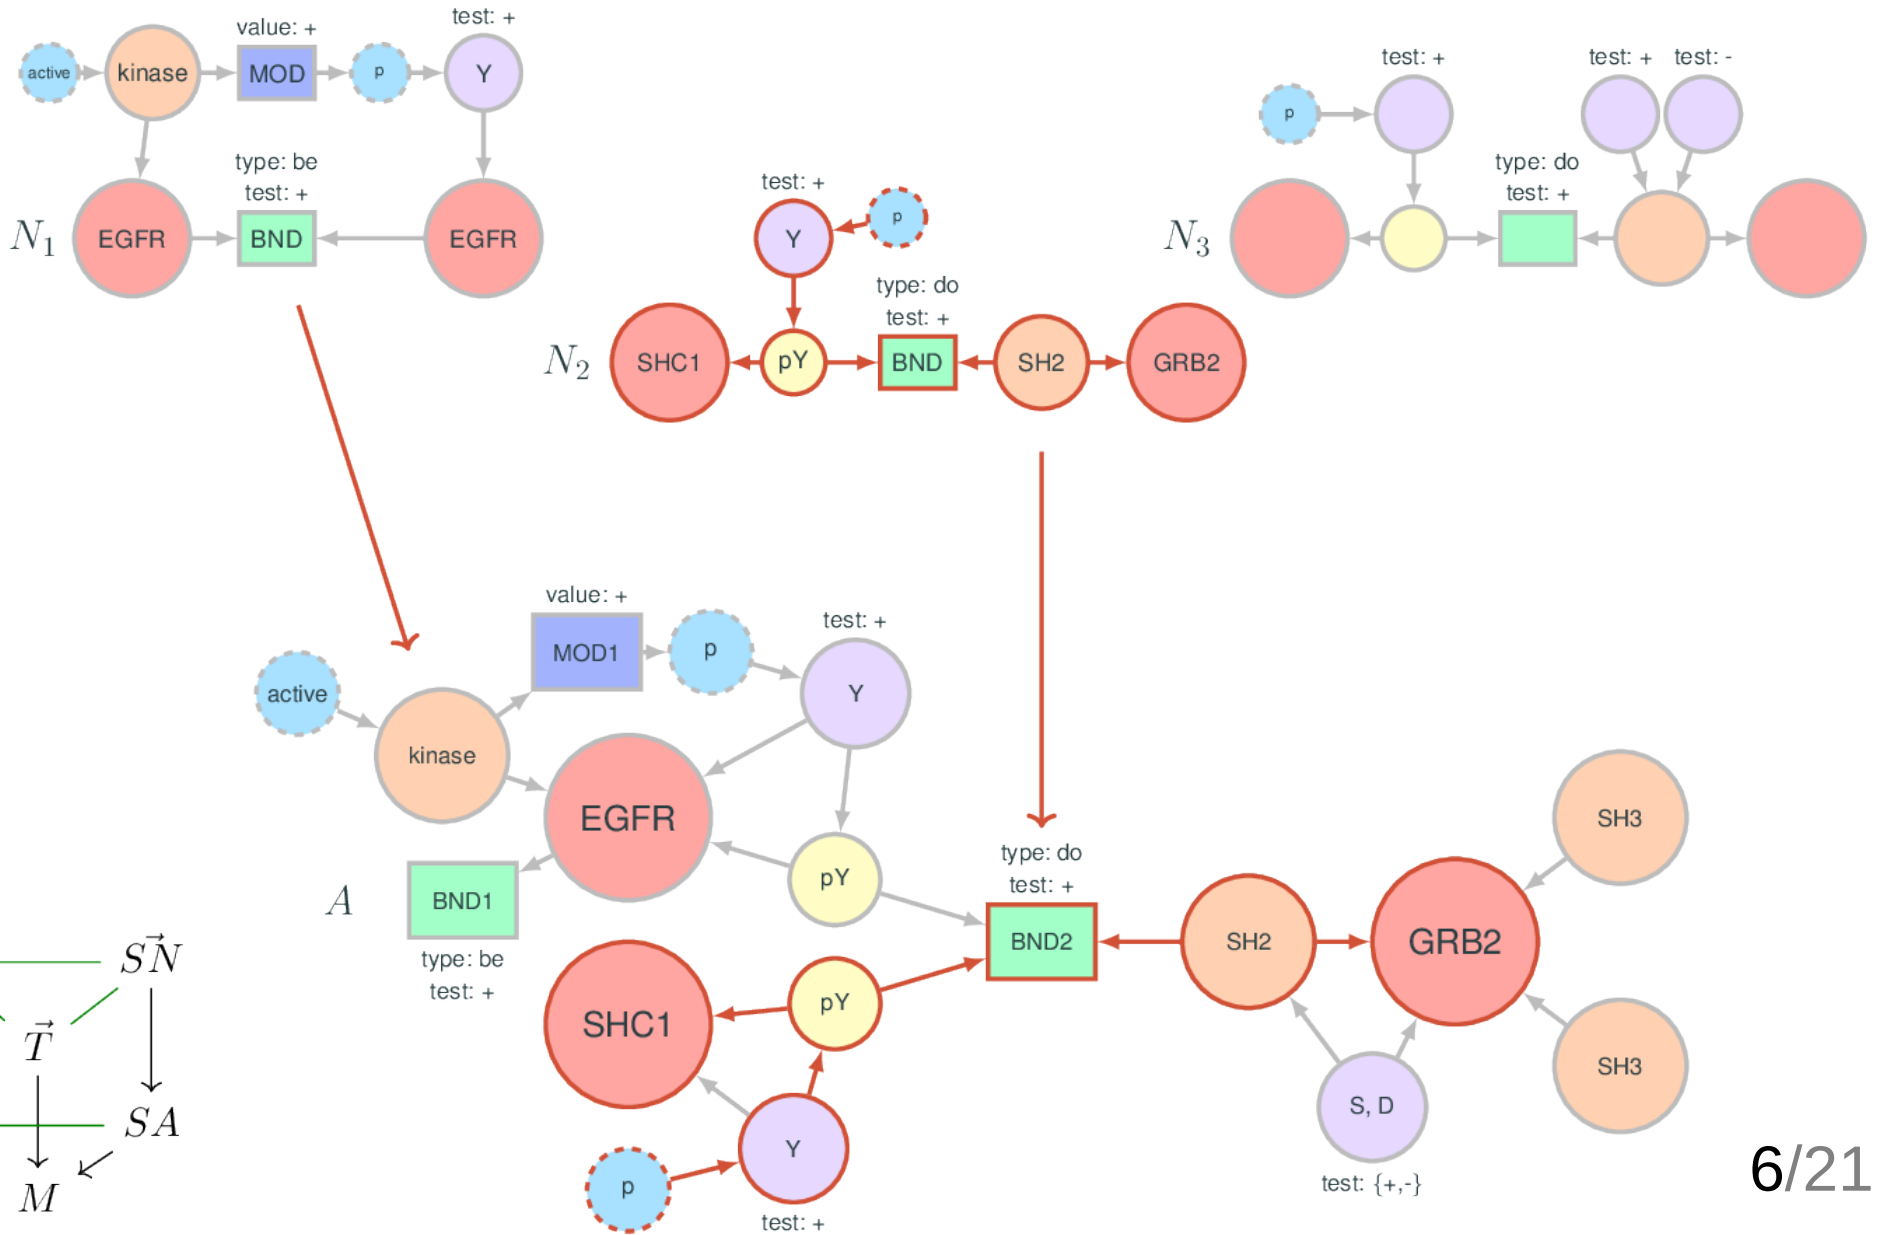 value: +
test: +
active
kinase
MOD
p
Y
type: be
test: +
N1
EGFR
BND
EGFR
test: +
Y
p
type: do
test: +
N2
SHC1
pY
BND
SH2
GRB2
test: +
test: +
test: -
p
type: do
test: +
N3
value: +
test: +
active
kinase
MOD1
p
Y
EGFR
A
BND1
type: be
test: +
pY
type: do
test: +
BND2
SH2
GRB2
SH3
SH3
SHC1
pY
p
Y
test: +
S, D
test: {+,-}
SN
T
SA
M
6/21